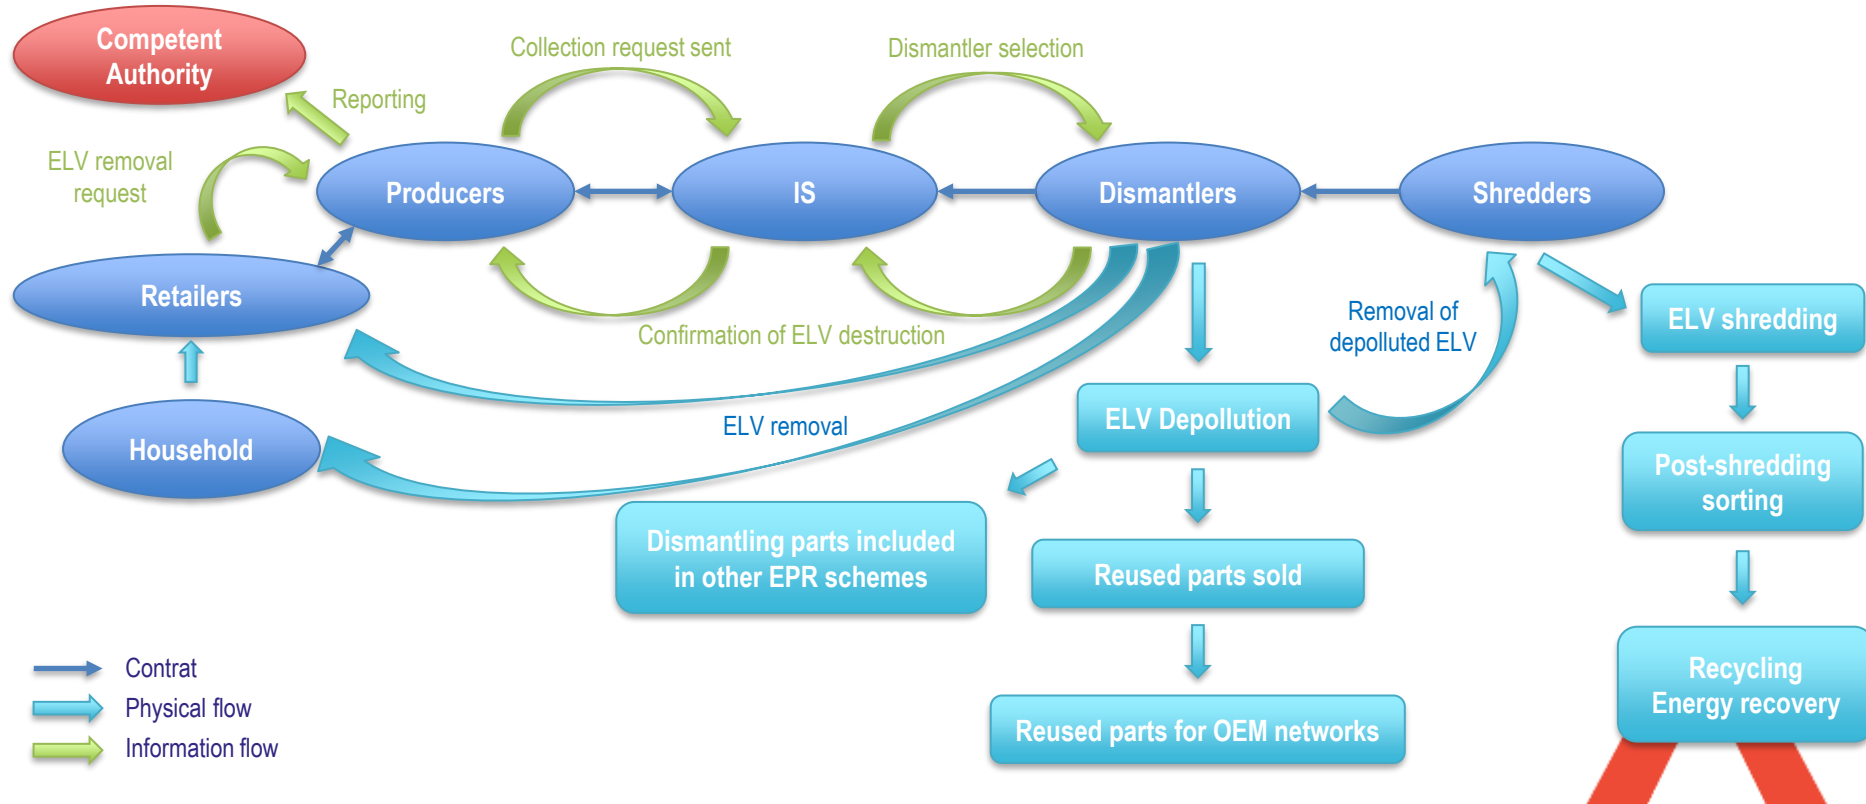 Competent
Authority
Reporting
Collection request sent
Dismantler selection
ELV removal
request
Producers
IS
Dismantlers
Shredders
Retailers
Confirmation of ELV destruction
Removal of
depolluted ELV
ELV shredding
Household
ELV removal
ELV Depollution
Post-shredding
sorting
Dismantling parts included
in other EPR schemes
Reused parts sold
Recycling
Energy recovery
Reused parts for OEM networks
Contrat
Physical flow
Information flow